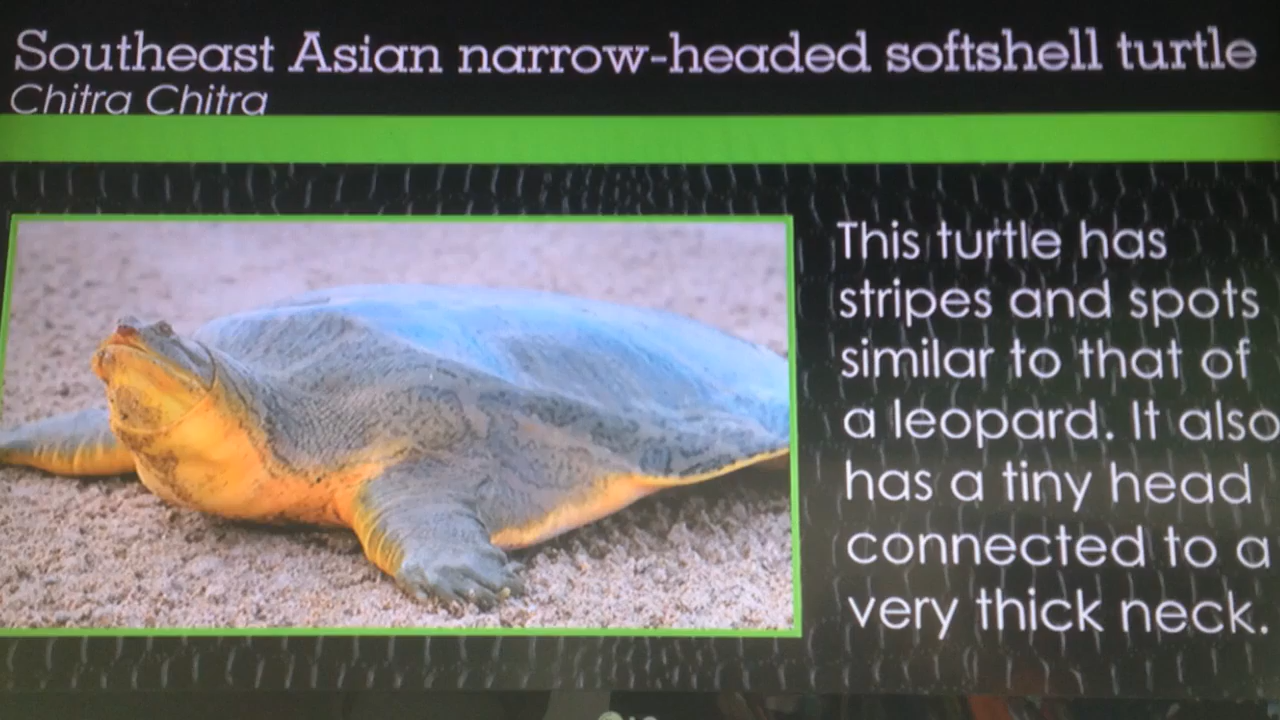 Southeast Asian narrow-headed softshell turtle
Chitra Chitra
This turtle has
stripes and spots
similar to that of
a leopard. It also
has a tiny head
connected to a
very thick neck.